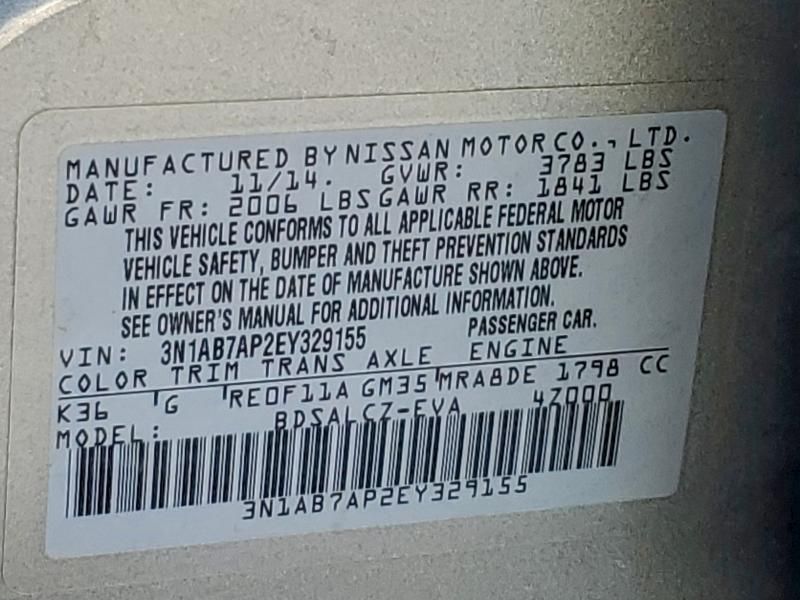 MANUFACTURED BY NISSAN MOTOR CO., LTD.
DATE: 11/14. GVWR: 3783 LBS
GAWR FR: 2006 LBS GAWR RR: 1841 LBS
THIS VEHICLE CONFORMS TO ALL APPLICABLE FEDERAL MOTOR
VEHICLE SAFETY, BUMPER AND THEFT PREVENTION STANDARDS
IN EFFECT ON THE DATE OF MANUFACTURE SHOWN ABOVE.
SEE OWNER'S MANUAL FOR ADDITIONAL INFORMATION.
VIN: 3N1AB7AP2EY329155 PASSENGER CAR.
COLOR TRIM TRANS AXLE ENGINE
K36 'G 'RE0F11A GM35'MRA8DE 1798 CC
MODEL: BDSALCZ-EVA 4Z000
3N1AB7AP2EY329155